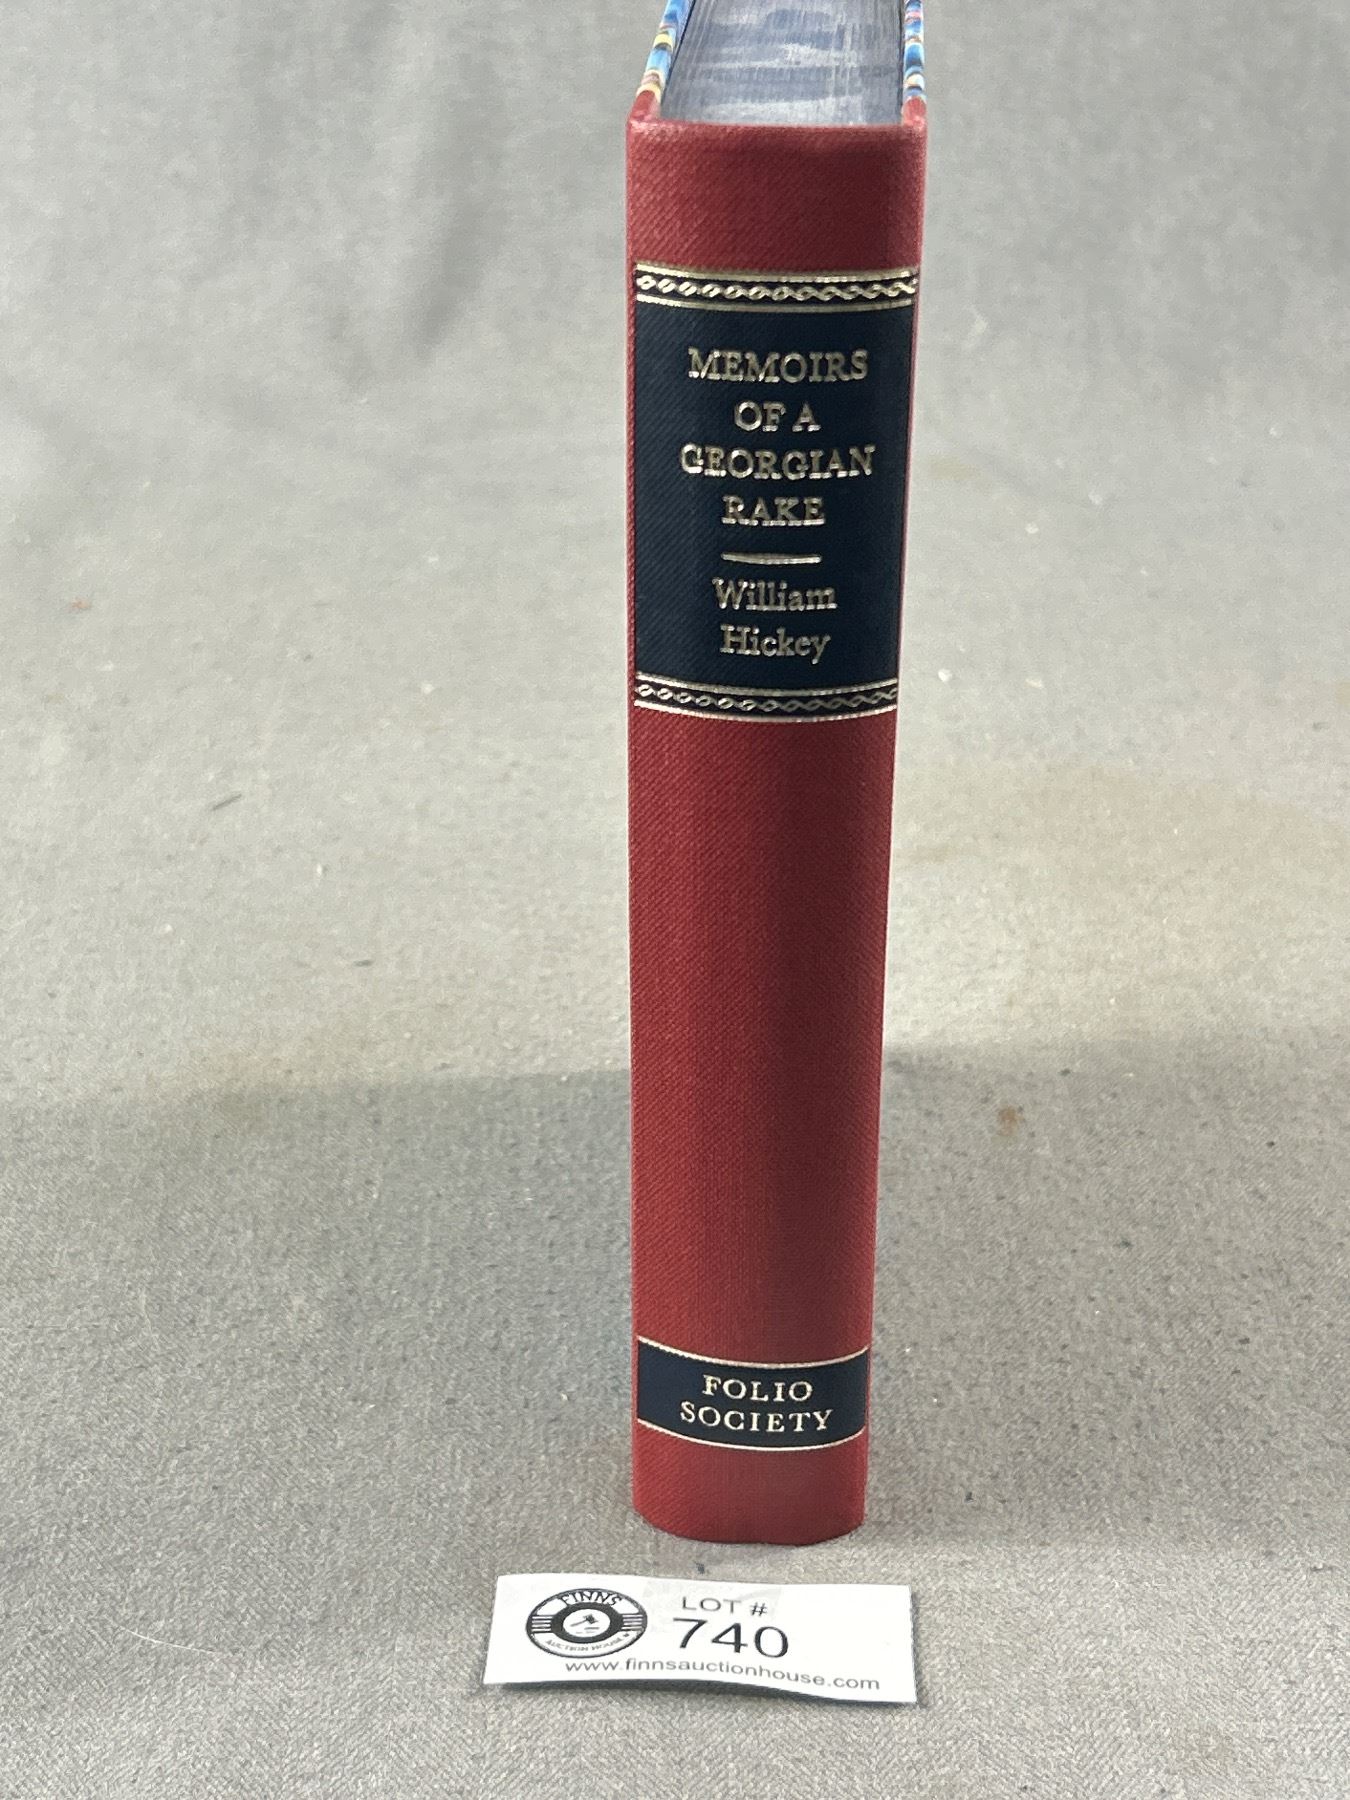 MEMOIRS
OF A
GEORGIAN
RAKE
William
Hickey
FOLIO
SOCIETY
FINNS
AUCTION HOUSE
LOT #
740
www.finnsauctionhouse.com